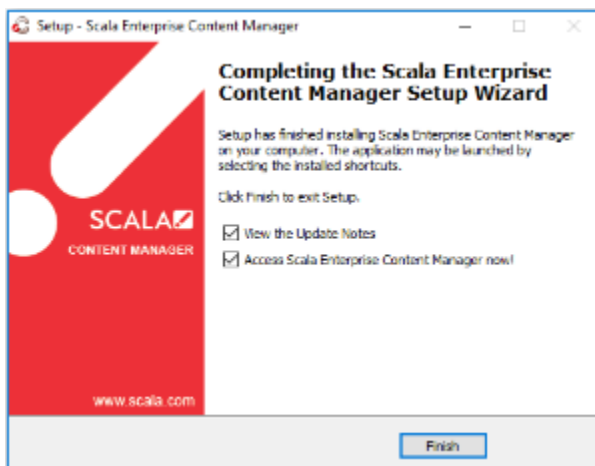 Setup - Scala Enterprise Content Manager
Completing the Scala Enterprise
Content Manager Setup Wizard
Setup has finished installing Scala Enterprise Content Manager
on your computer. The application may be launched by
selecting the installed shortcuts.
Click Finish to exit Setup.
SCALA
CONTENT MANAGER
View the Update Notes
Access Scala Enterprise Content Manager now!
www.scala.com
Finish